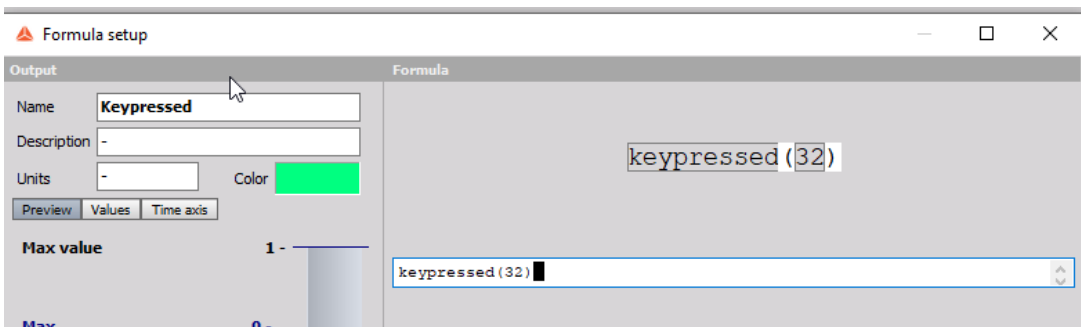 Formula setup
Output
Formula
Name Keypressed
Description -
Units - Color
Preview Values Time axis
Max value 1 -
Max 0 -
keypressed(32)
keypressed(32)